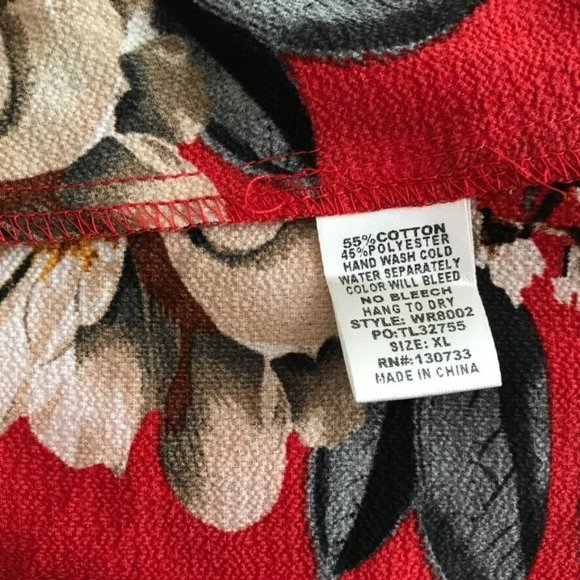 55%COTTON
45%POLYESTER
HAND WASH COLD
WATER SEPARATELY
COLOR WILL BLEED
NO BLEECH
HANG TO DRY
STYLE: WR8002
PO:TL32755
SIZE: XL
RN#:130733
MADE IN CHINA